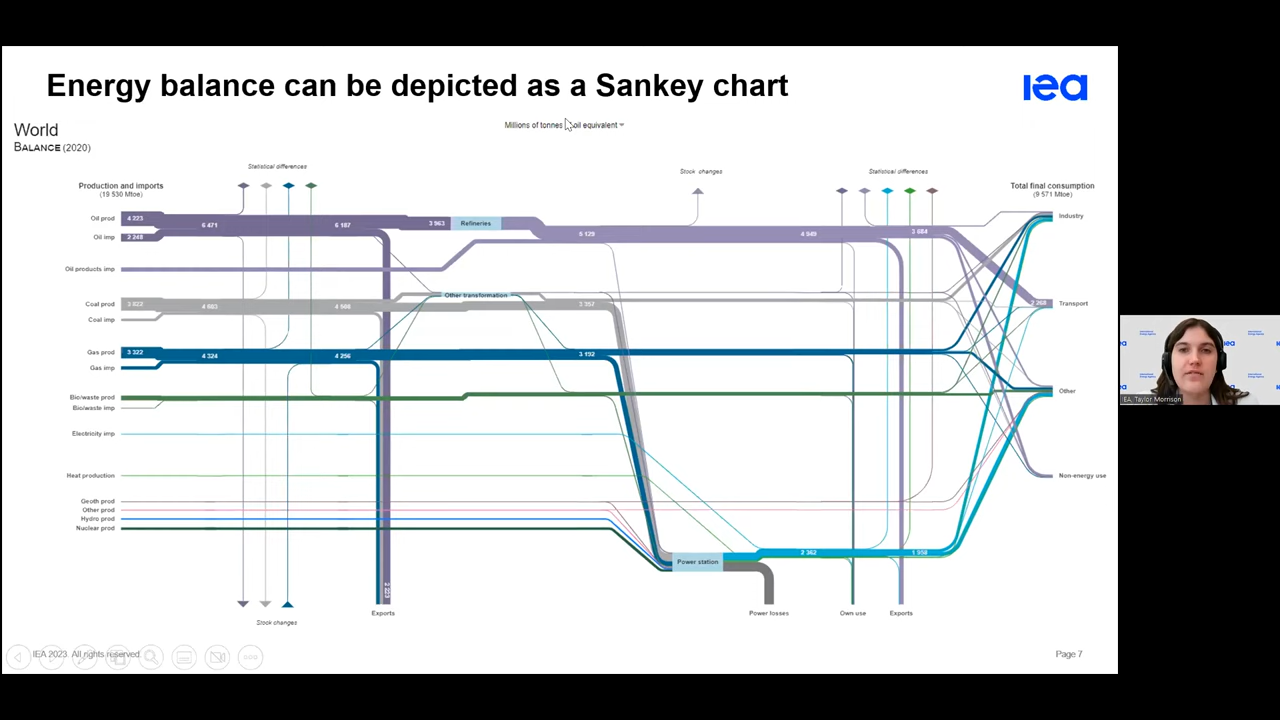 Energy balance can be depicted as a Sankey chart
iea
World
BALANCE (2020)
Millions of tonnes oil equivalent
Statistical differences
Stock changes
Statistical differences
Production and imports
(19 530 Mtoe)
Total final consumption
(9 571 Mtoe)
Oil prod
4 223
6 471
6 187
3 963
Refineries
5 129
4 949
3 684
Industry
Oil imp
2 248
Oil products imp
Other transformation
Coal prod
3 822
4 663
3 357
2 268
Transport
Coal imp
Gas prod
3 322
4 324
4 256
3 192
Gas imp
Bio/waste prod
Bio/waste imp
Other
Electricity imp
Heat production
Non-energy use
Geoth prod
Other prod
Hydro prod
Nuclear prod
Power station
2 362
1 958
Exports
Power losses
Own use
Exports
Stock changes
IEA 2023. All rights reserved.
Page 7
IEA, Taylor Morrison